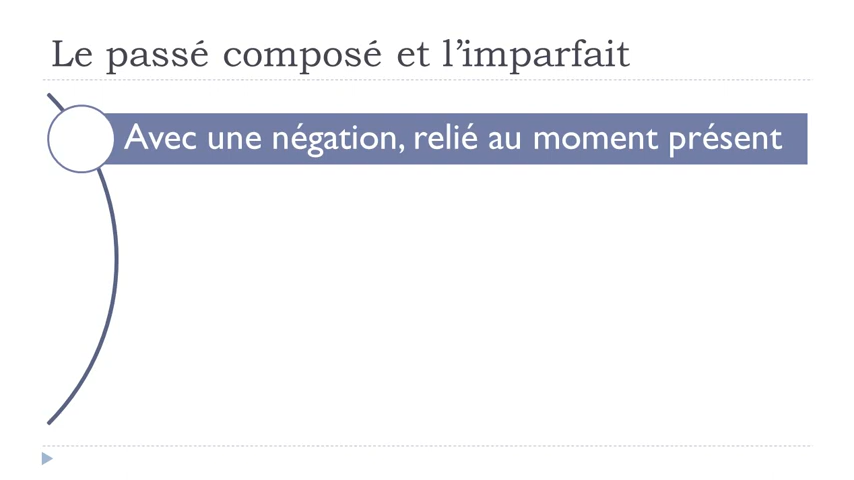 Le passé composé et l’imparfait
Avec une négation, relié au moment présent